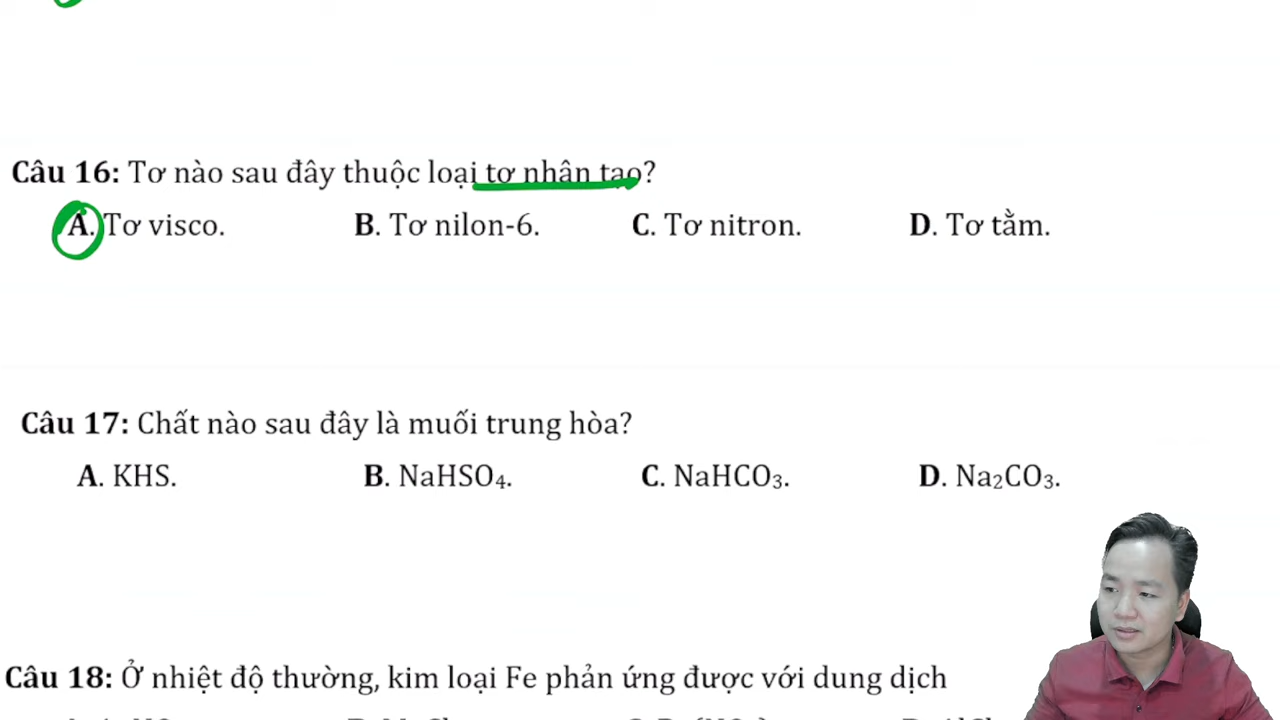 Câu 16: Tơ nào sau đây thuộc loại tơ nhân tạo?
A. Tơ visco. B. Tơ nilon-6. C. Tơ nitron. D. Tơ tằm.
Câu 17: Chất nào sau đây là muối trung hòa?
A. KHS. B. NaHSO₄. C. NaHCO₃. D. Na₂CO₃.
Câu 18: Ở nhiệt độ thường, kim loại Fe phản ứng được với dung dịch